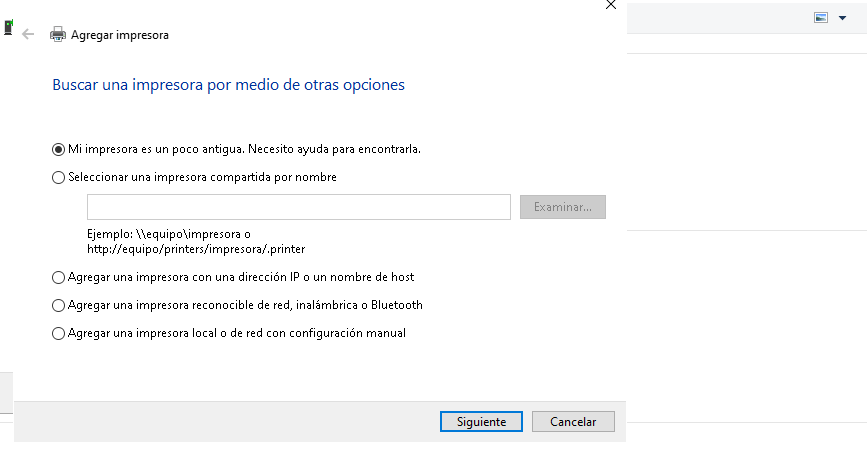 Agregar impresora
Buscar una impresora por medio de otras opciones
Mi impresora es un poco antigua. Necesito ayuda para encontrarla.
Seleccionar una impresora compartida por nombre
Examinar...
Ejemplo: \\equipo\impresora o
http://equipo/printers/impresora/.printer
Agregar una impresora con una dirección IP o un nombre de host
Agregar una impresora reconocible de red, inalámbrica o Bluetooth
Agregar una impresora local o de red con configuración manual
Siguiente
Cancelar